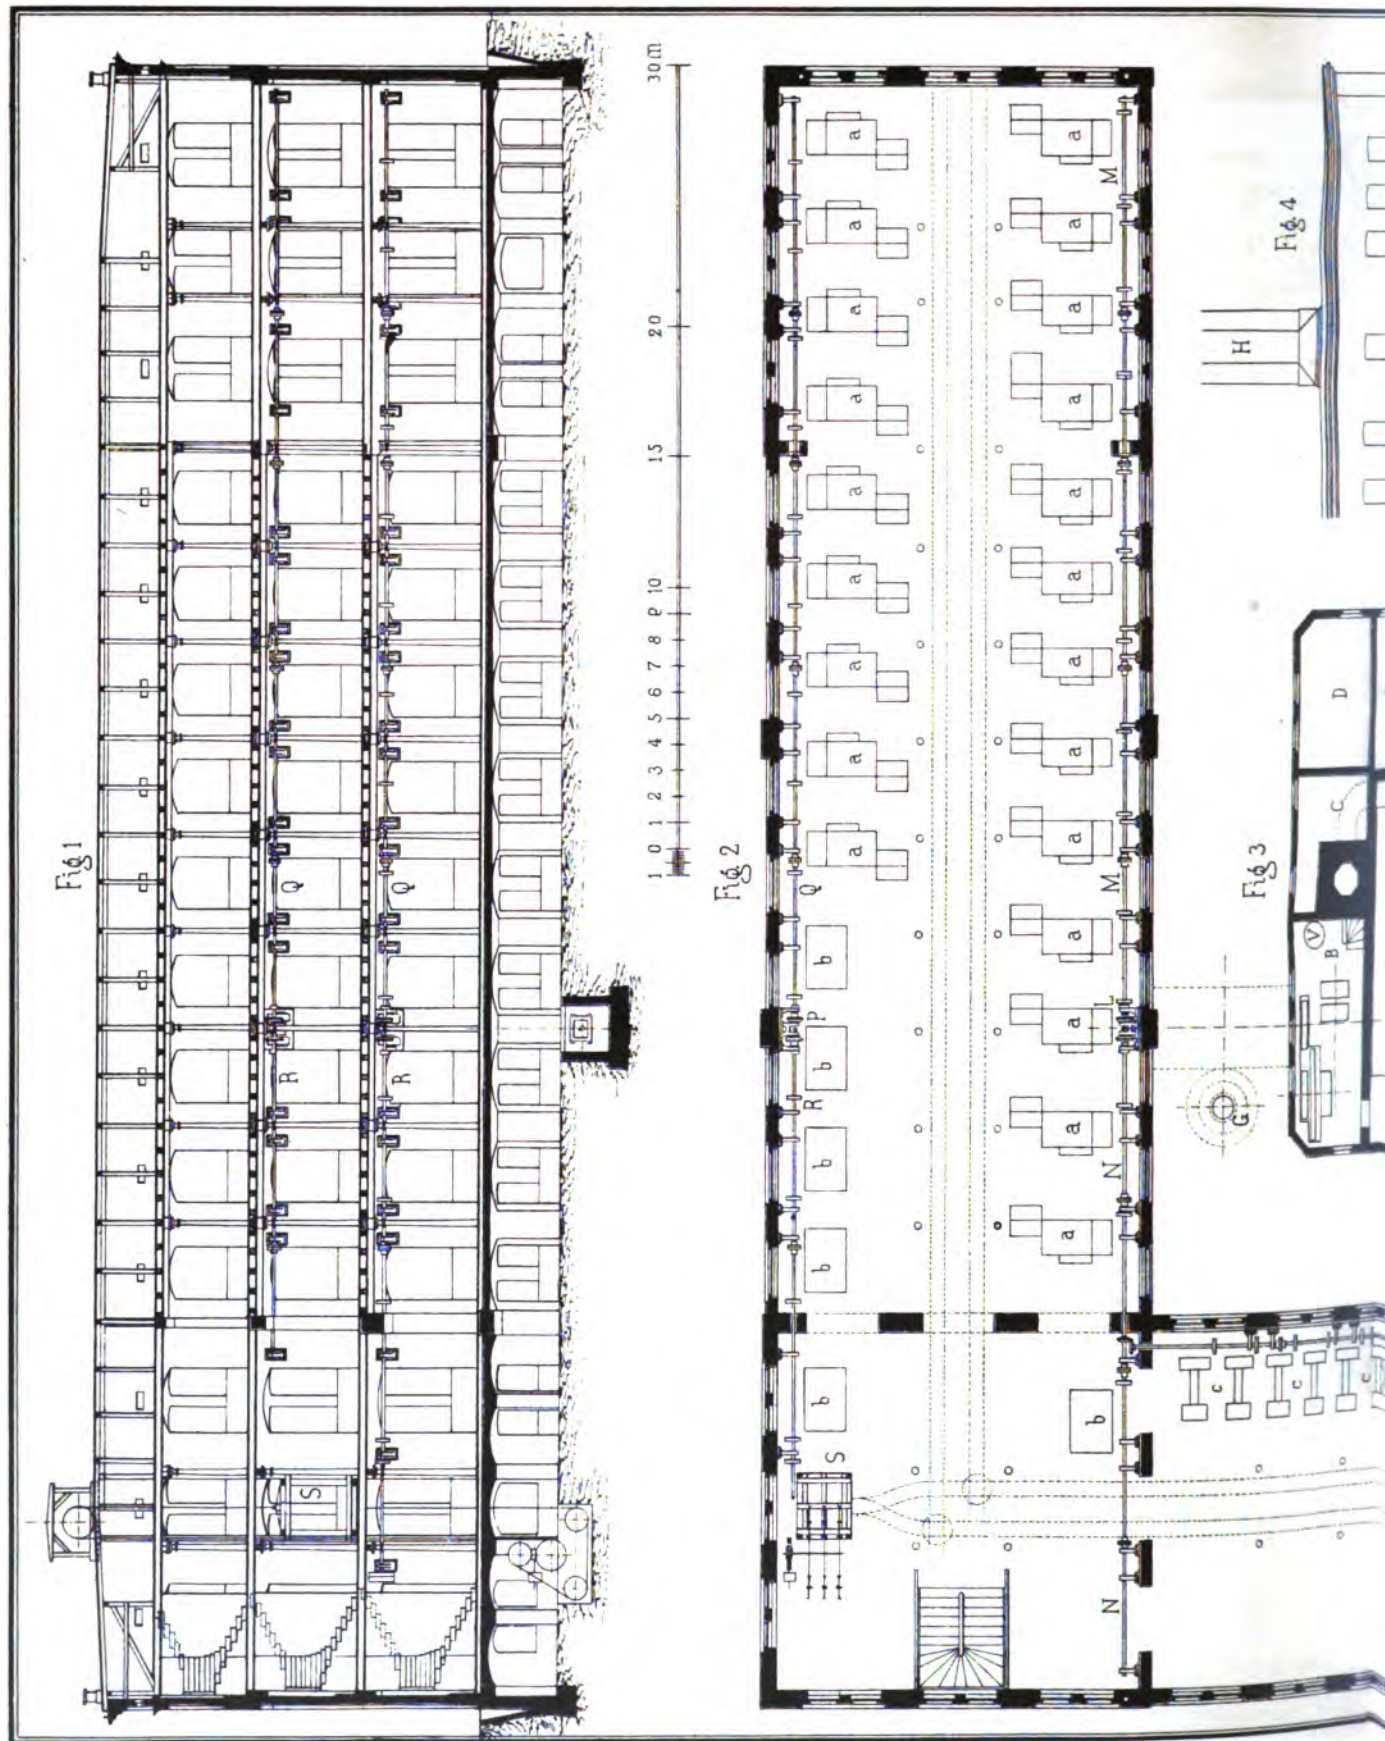 Fig 1
S R Q
R Q
1 0 1 2 3 4 5 6 7 8 9 10 15 20 30 m
Fig 2
S R P Q
b b b b b a a a a a a a a a
b a a a a a a a a a a a a a
N N L M M
c c c
Fig 3
G B V C D
Fig 4
H